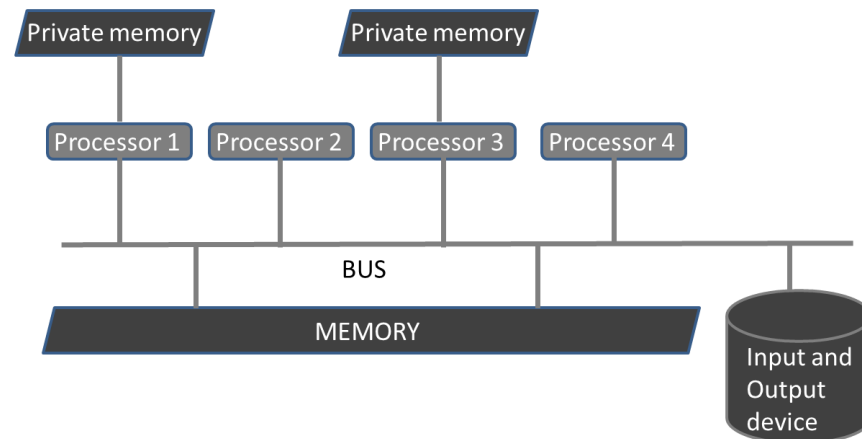 Private memory
Private memory
Processor 1
Processor 2
Processor 3
Processor 4
BUS
MEMORY
Input and
Output
device